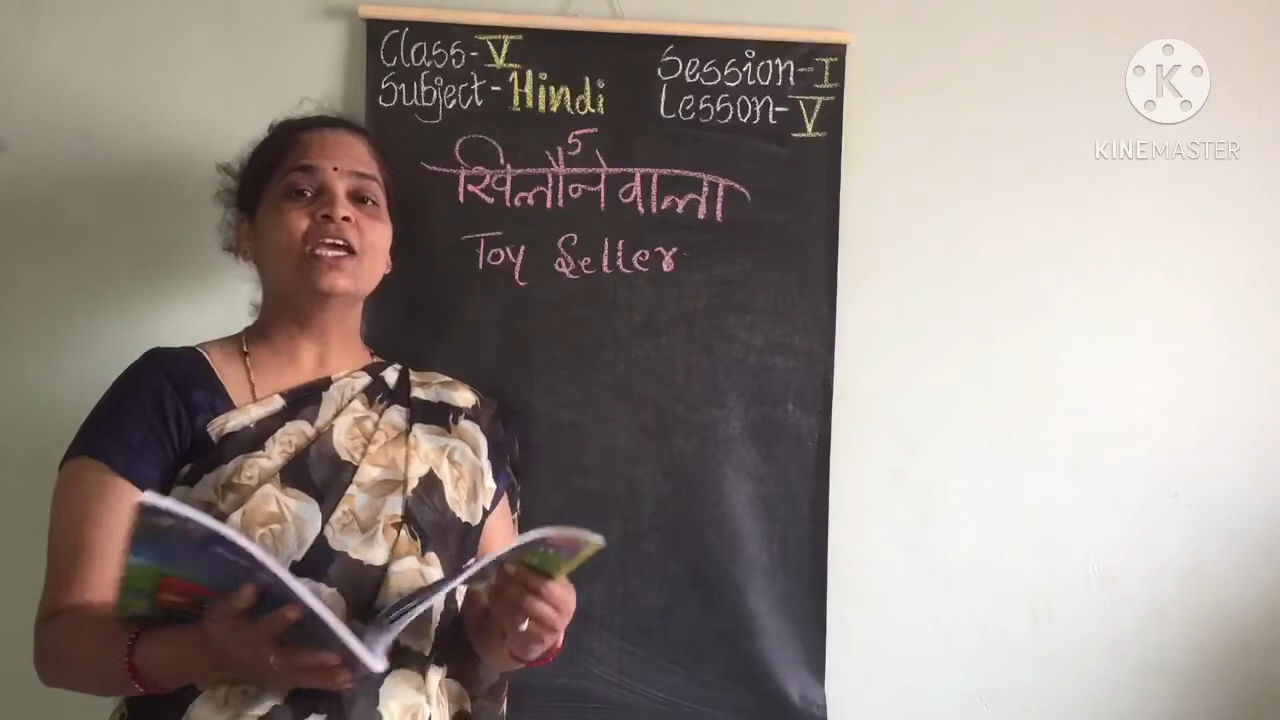 Class-V
Subject-Hindi
Session-I
Lesson-V
5
खिलौनेवाला
Toy Seller
K
KINEMASTER